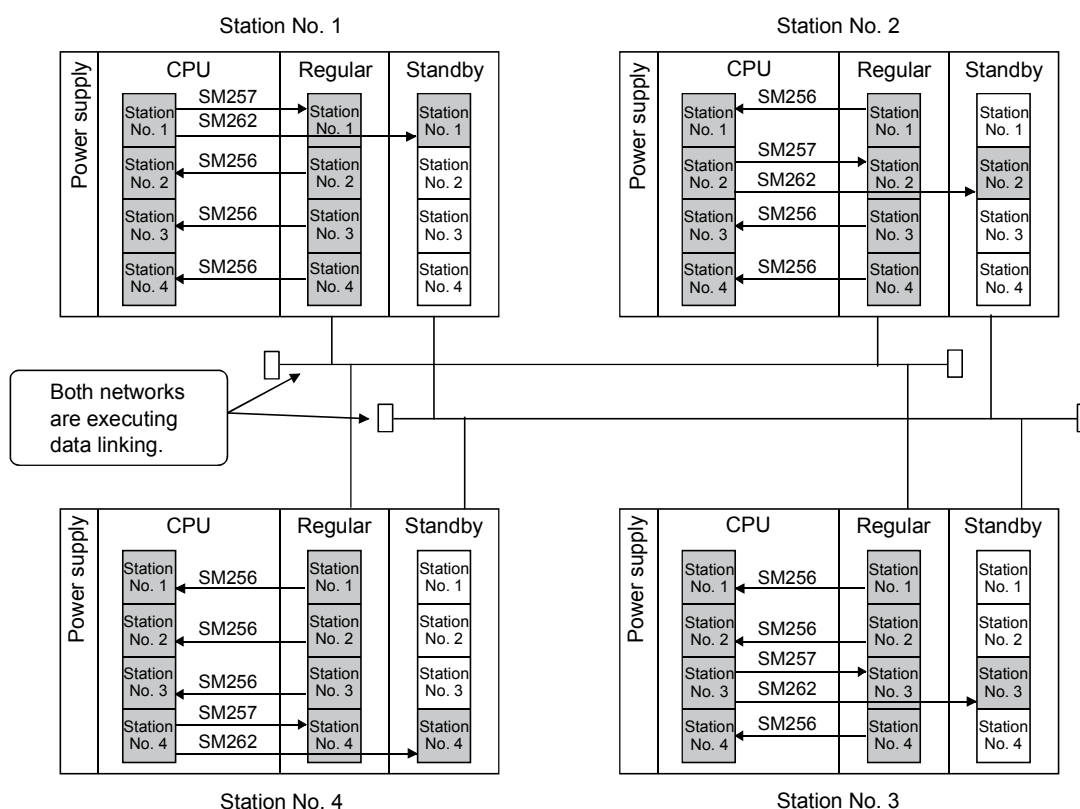 Station No. 1
Power supply
CPU
Regular
Standby
Station
No. 1
Station
No. 2
Station
No. 3
Station
No. 4
SM257
SM262
SM256
SM256
SM256
Station
No. 1
Station
No. 2
Station
No. 3
Station
No. 4
Station
No. 1
Station
No. 2
Station
No. 3
Station
No. 4
Station No. 2
Power supply
CPU
Regular
Standby
Station
No. 1
Station
No. 2
Station
No. 3
Station
No. 4
SM256
SM257
SM262
SM256
SM256
Station
No. 1
Station
No. 2
Station
No. 3
Station
No. 4
Station
No. 1
Station
No. 2
Station
No. 3
Station
No. 4
Both networks
are executing
data linking.
Power supply
CPU
Regular
Standby
Station
No. 1
Station
No. 2
Station
No. 3
Station
No. 4
SM256
SM256
SM256
SM257
SM262
Station
No. 1
Station
No. 2
Station
No. 3
Station
No. 4
Station
No. 1
Station
No. 2
Station
No. 3
Station
No. 4
Station No. 4
Power supply
CPU
Regular
Standby
Station
No. 1
Station
No. 2
Station
No. 3
Station
No. 4
SM256
SM256
SM257
SM262
SM256
Station
No. 1
Station
No. 2
Station
No. 3
Station
No. 4
Station
No. 1
Station
No. 2
Station
No. 3
Station
No. 4
Station No. 3